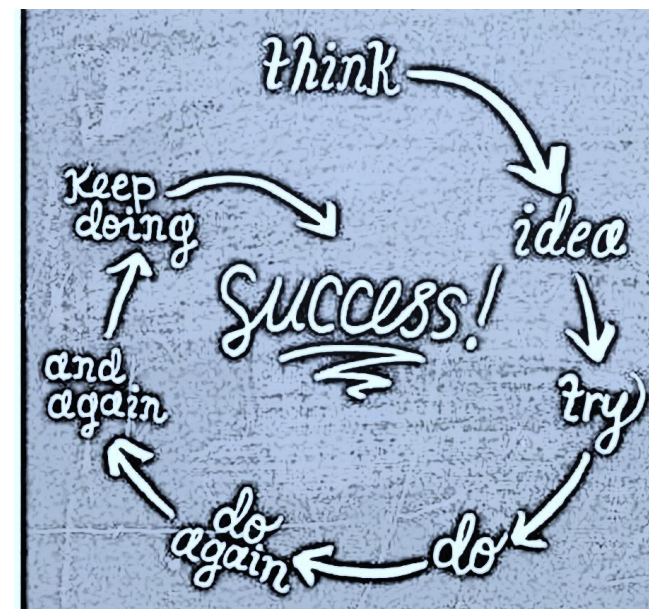 think
idea
try
do
do
again
and
again
Keep
doing
success!